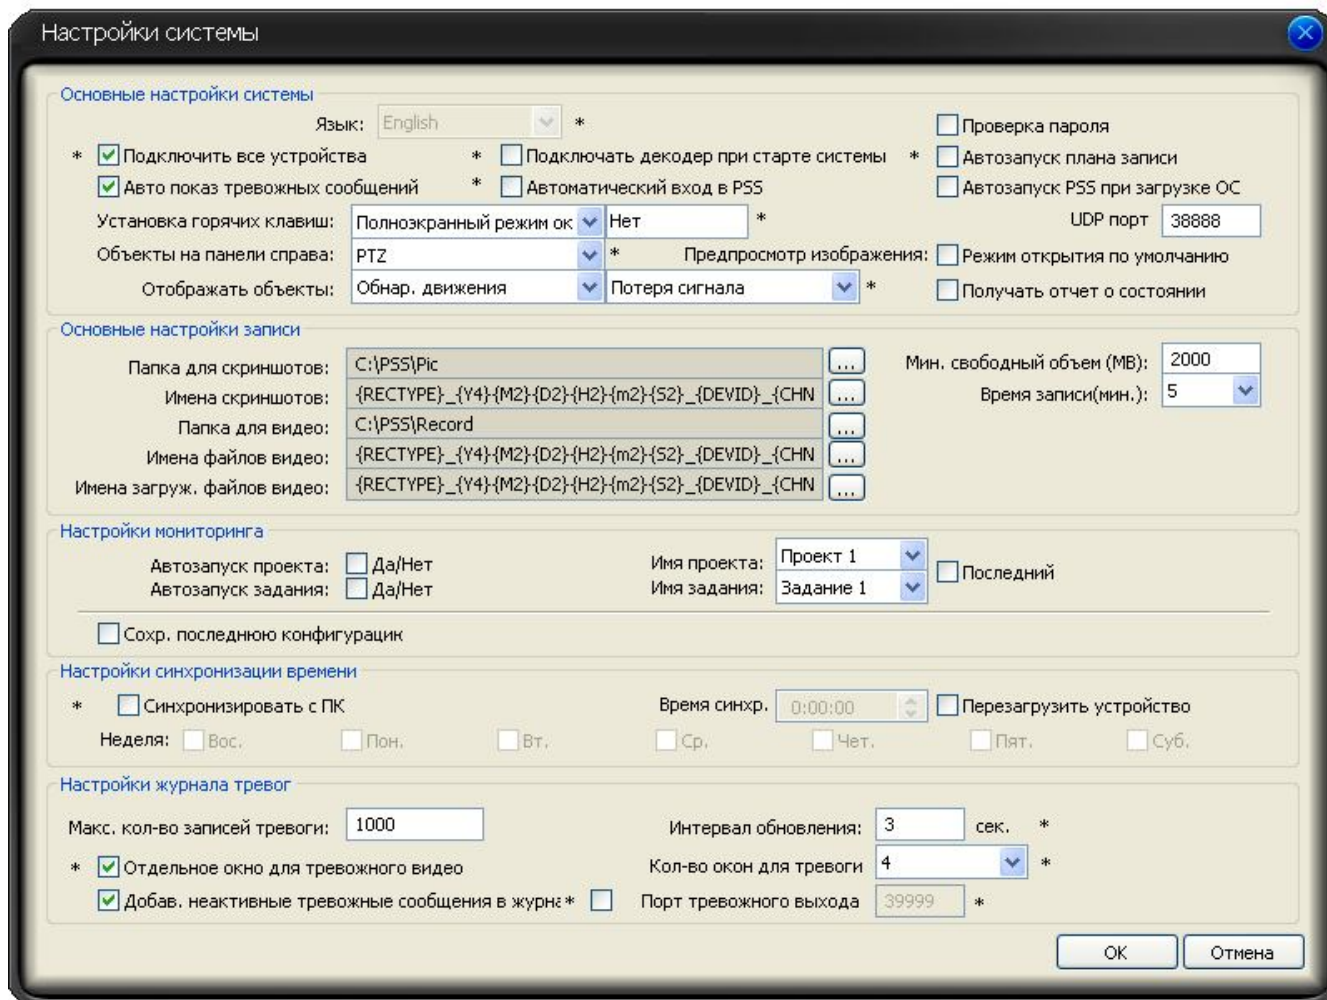 Настройки системы
Основные настройки системы
Язык: English * Проверка пароля
* Подключить все устройства * Подключать декодер при старте системы * Автозапуск плана записи
Авто показ тревожных сообщений * Автоматический вход в PSS Автозапуск PSS при загрузке ОС
Установка горячих клавиш: Полноэкранный режим ок Нет * UDP порт 38888
Объекты на панели справа: PTZ * Предпросмотр изображения: Режим открытия по умолчанию
Отображать объекты: Обнар. движения Потеря сигнала * Получать отчет о состоянии
Основные настройки записи
Папка для скриншотов: C:\PSS\Pic ... Мин. свободный объем (МВ): 2000
Имена скриншотов: {RECTYPE}_{Y4}-{M2}-{D2}-{H2}-{m2}-{S2}_{DEVID}_{CHN ... Время записи(мин.): 5
Папка для видео: C:\PSS\Record ...
Имена файлов видео: {RECTYPE}_{Y4}-{M2}-{D2}-{H2}-{m2}-{S2}_{DEVID}_{CHN ...
Имена загруж. файлов видео: {RECTYPE}_{Y4}-{M2}-{D2}-{H2}-{m2}-{S2}_{DEVID}_{CHN ...
Настройки мониторинга
Автозапуск проекта: Да/Нет Имя проекта: Проект 1 Последний
Автозапуск задания: Да/Нет Имя задания: Задание 1
Сохр. последнюю конфигурацик
Настройки синхронизации времени
* Синхронизировать с ПК Время синхр. 0:00:00 Перезагрузить устройство
Неделя: Вос. Пон. Вт. Ср. Чет. Пят. Суб.
Настройки журнала тревог
Макс. кол-во записей тревоги: 1000 Интервал обновления: 3 сек. *
* Отдельное окно для тревожного видео Кол-во окон для тревоги 4 *
Добав. неактивные тревожные сообщения в журна * Порт тревожного выхода 39999 *
OK Отмена